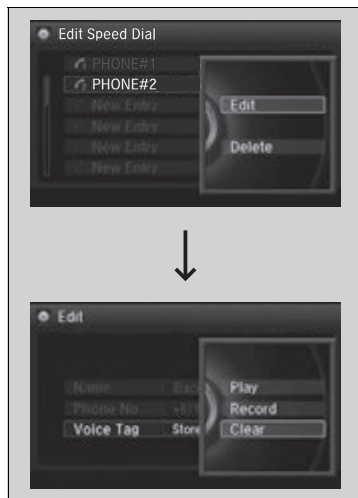 Edit Speed Dial
PHONE#1
PHONE#2
New Entry
New Entry
New Entry
New Entry
Edit
Delete
Edit
Name
Phone No
Voice Tag Store
Play
Record
Clear